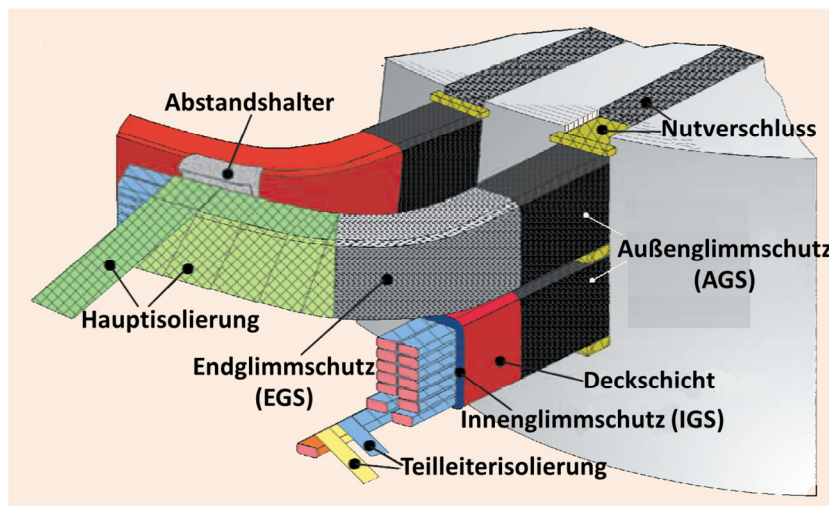 Abstandshalter
Nutverschluss
Außenglimmschutz
(AGS)
Hauptisolierung
Endglimmschutz
(EGS)
Deckschicht
Innenglimmschutz (IGS)
Teilleiterisolierung